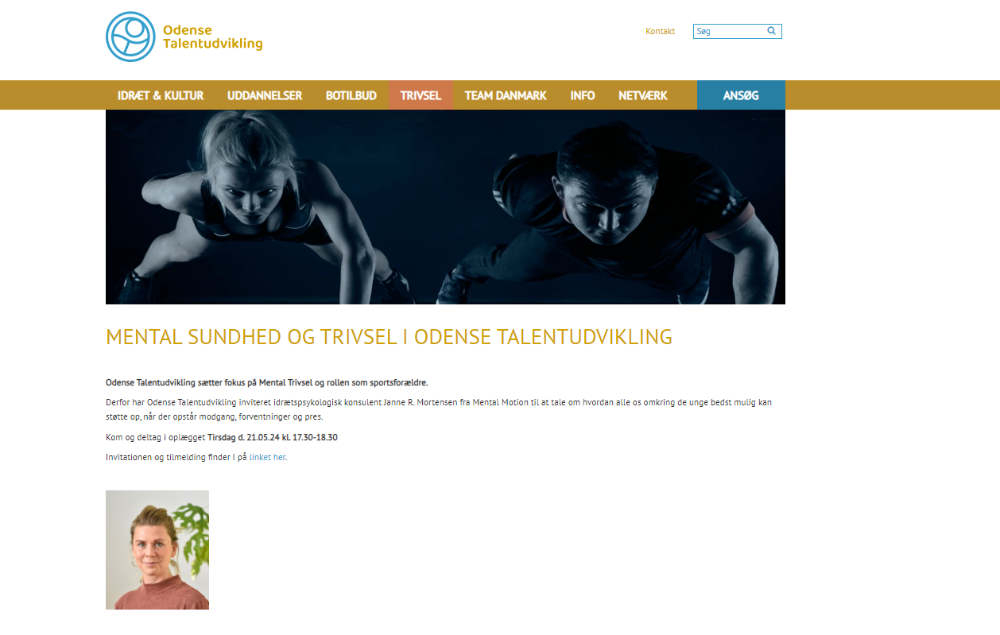 Odense
Talentudvikling
Kontakt
Søg
IDRÆT & KULTUR UDDANNELSER BOTILBUD TRIVSEL TEAM DANMARK INFO NETVÆRK ANSØG
MENTAL SUNDHED OG TRIVSEL I ODENSE TALENTUDVIKLING
Odense Talentudvikling sætter fokus på Mental Trivsel og rollen som sportsforældre.
Derfor har Odense Talentudvikling inviteret idrætspsykologisk konsulent Janne R. Mortensen fra Mental Motion til at tale om hvordan alle os omkring de unge bedst mulig kan
støtte op, når der opstår modgang, forventninger og pres.
Kom og deltag i oplægget Tirsdag d. 21.05.24 kl. 17.30-18.30
Invitationen og tilmelding finder I på linket her.